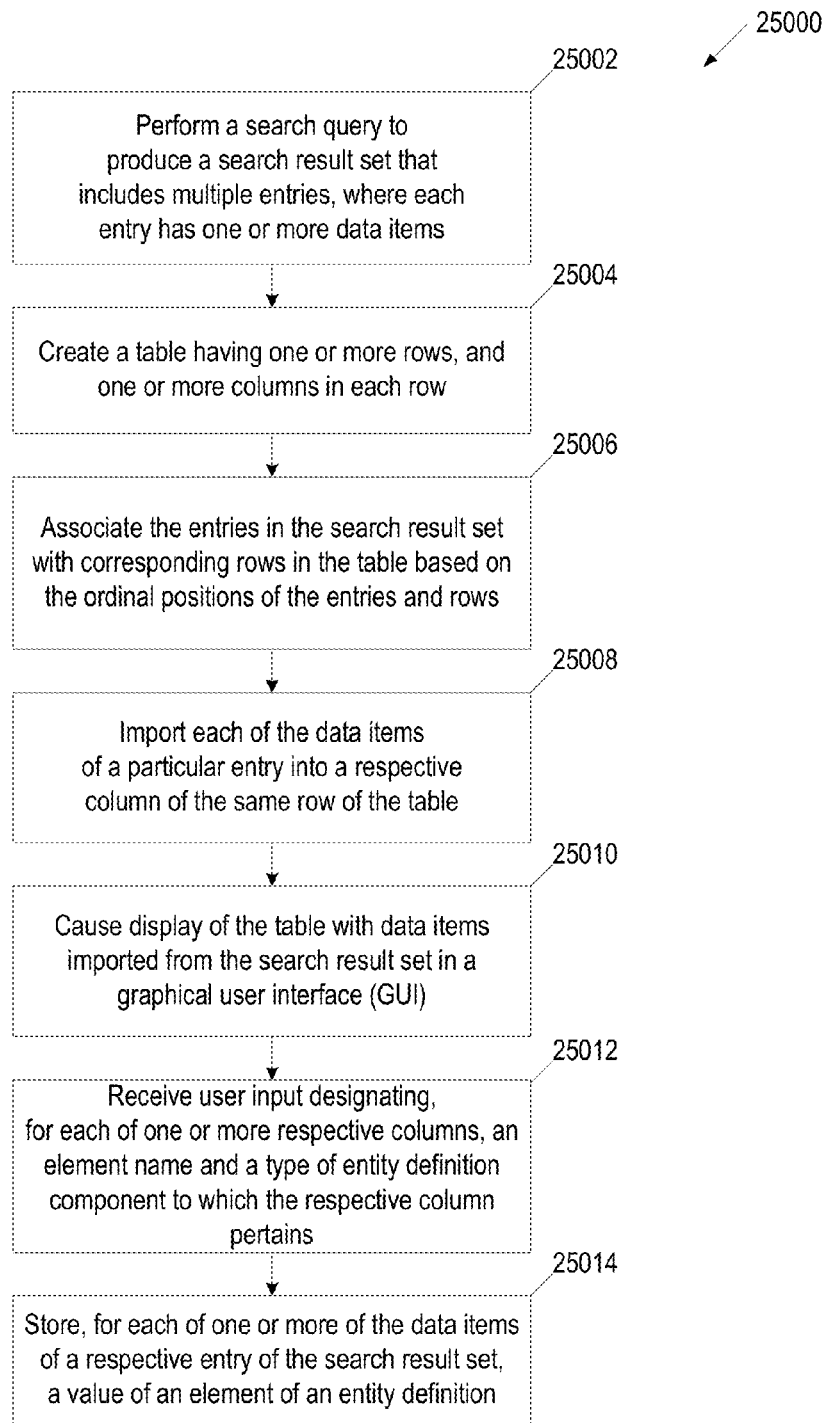 25000
25002
Perform a search query to
produce a search result set that
includes multiple entries, where each
entry has one or more data items
25004
Create a table having one or more rows, and
one or more columns in each row
25006
Associate the entries in the search result set
with corresponding rows in the table based on
the ordinal positions of the entries and rows
25008
Import each of the data items
of a particular entry into a respective
column of the same row of the table
25010
Cause display of the table with data items
imported from the search result set in a
graphical user interface (GUI)
25012
Receive user input designating,
for each of one or more respective columns, an
element name and a type of entity definition
component to which the respective column
pertains
25014
Store, for each of one or more of the data items
of a respective entry of the search result set,
a value of an element of an entity definition